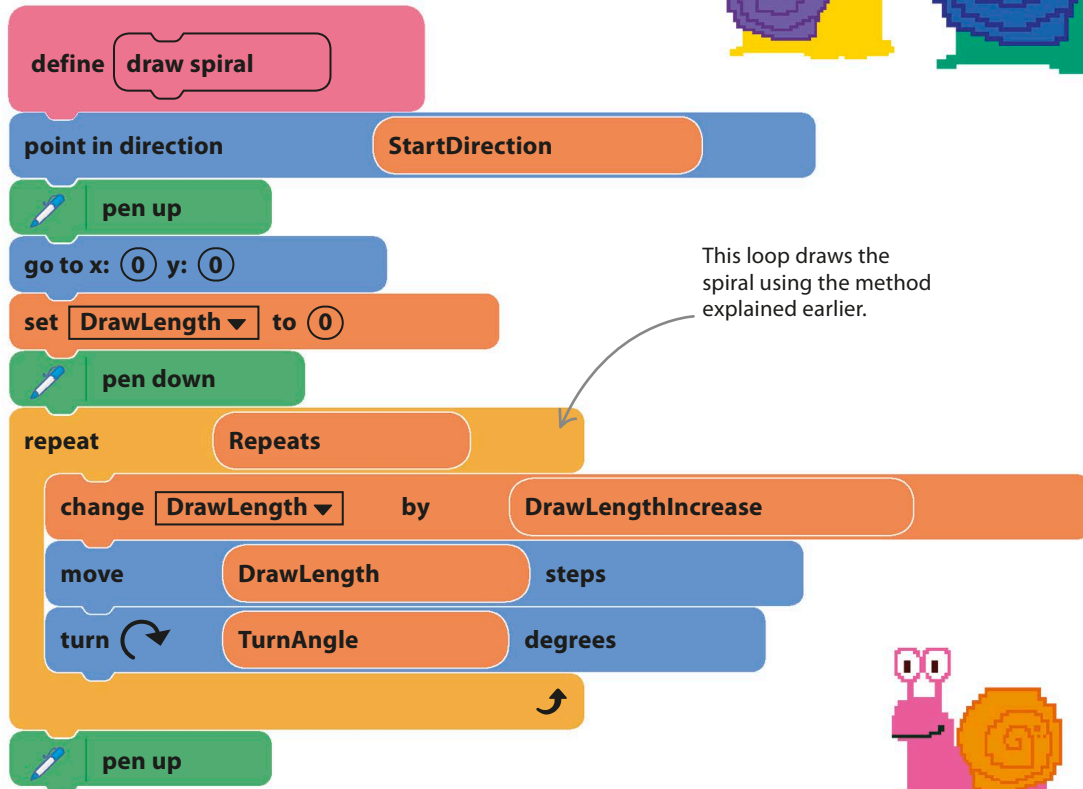 define draw spiral
point in direction StartDirection
pen up
go to x: 0 y: 0
set DrawLength to 0
pen down
This loop draws the
spiral using the method
explained earlier.
repeat Repeats
change DrawLength by DrawLengthIncrease
move DrawLength steps
turn TurnAngle degrees
pen up